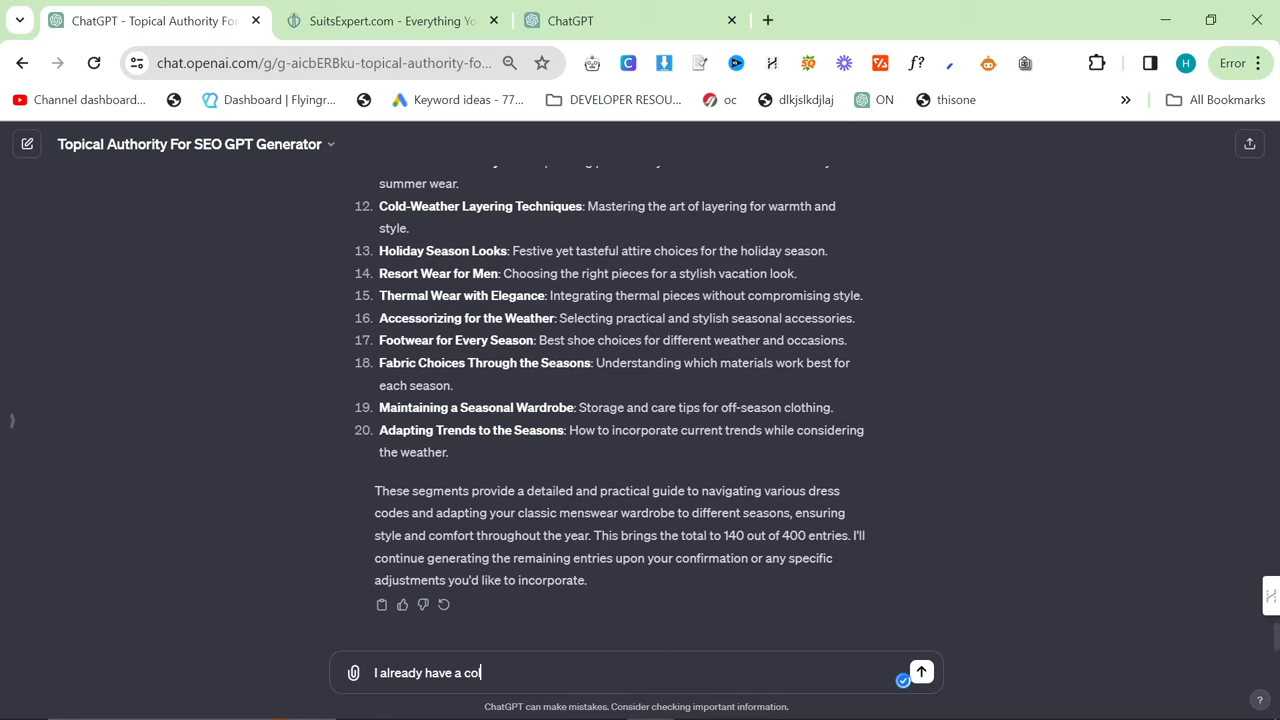 ChatGPT - Topical Authority Fo
SuitsExpert.com - Everything Yo
ChatGPT
chat.openai.com/g/g-aicbERBku-topical-authority-fo...
Error
Channel dashboard...
Dashboard | Flyingr...
Keyword ideas - 77...
DEVELOPER RESOU...
oc
dlkjslkdjlaj
ON
thisone
All Bookmarks
Topical Authority For SEO GPT Generator
summer wear.
12. Cold-Weather Layering Techniques: Mastering the art of layering for warmth and
style.
13. Holiday Season Looks: Festive yet tasteful attire choices for the holiday season.
14. Resort Wear for Men: Choosing the right pieces for a stylish vacation look.
15. Thermal Wear with Elegance: Integrating thermal pieces without compromising style.
16. Accessorizing for the Weather: Selecting practical and stylish seasonal accessories.
17. Footwear for Every Season: Best shoe choices for different weather and occasions.
18. Fabric Choices Through the Seasons: Understanding which materials work best for
each season.
19. Maintaining a Seasonal Wardrobe: Storage and care tips for off-season clothing.
20. Adapting Trends to the Seasons: How to incorporate current trends while considering
the weather.
These segments provide a detailed and practical guide to navigating various dress
codes and adapting your classic menswear wardrobe to different seasons, ensuring
style and comfort throughout the year. This brings the total to 140 out of 400 entries. I'll
continue generating the remaining entries upon your confirmation or any specific
adjustments you'd like to incorporate.
I already have a col
ChatGPT can make mistakes. Consider checking important information.
?